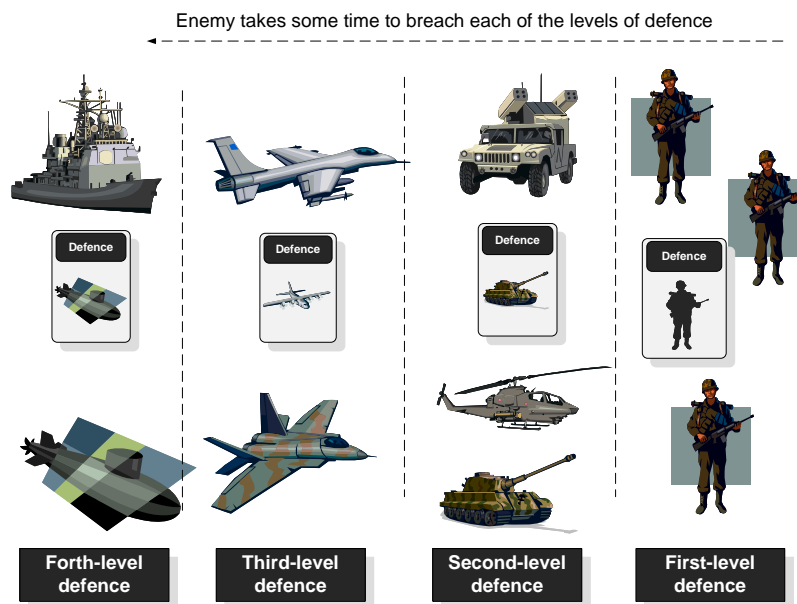 Enemy takes some time to breach each of the levels of defence
Defence
Defence
Defence
Defence
Forth-level
defence
Third-level
defence
Second-level
defence
First-level
defence